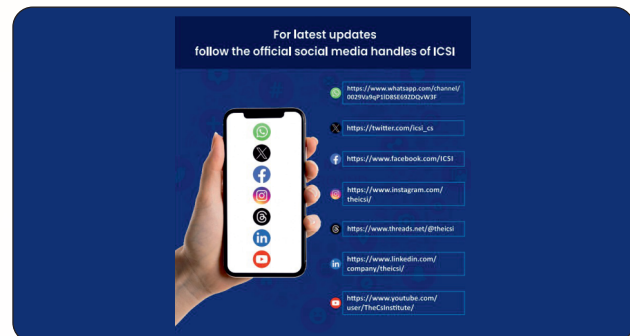 For latest updates
follow the official social media handles of ICSI
https://www.whatsapp.com/channel/
0029Va9qP1lD8SE69ZDQvW3F
https://twitter.com/icsi_cs
https://www.facebook.com/ICSI
https://www.instagram.com/
theicsi/
https://www.threads.net/@theicsi
https://www.linkedin.com/
company/theicsi/
https://www.youtube.com/
user/TheCsInstitute/